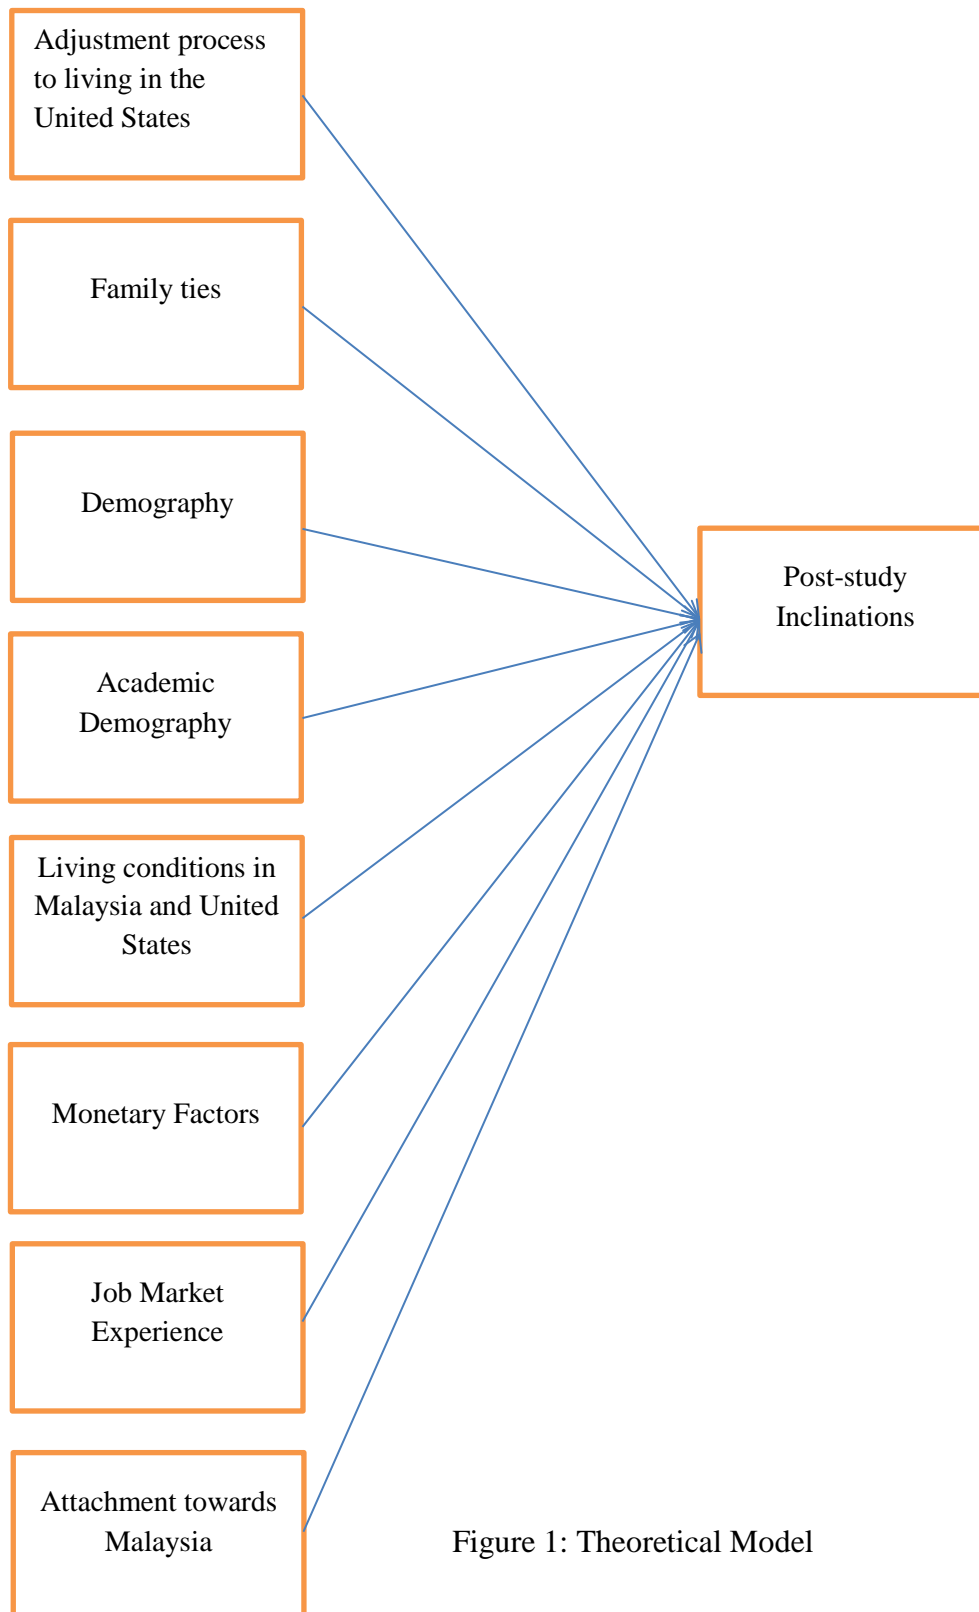 Adjustment process
to living in the
United States
Family ties
Demography
Post-study
Inclinations
Academic
Demography
Living conditions in
Malaysia and United
States
Monetary Factors
Job Market
Experience
Attachment towards
Malaysia
Figure 1: Theoretical Model